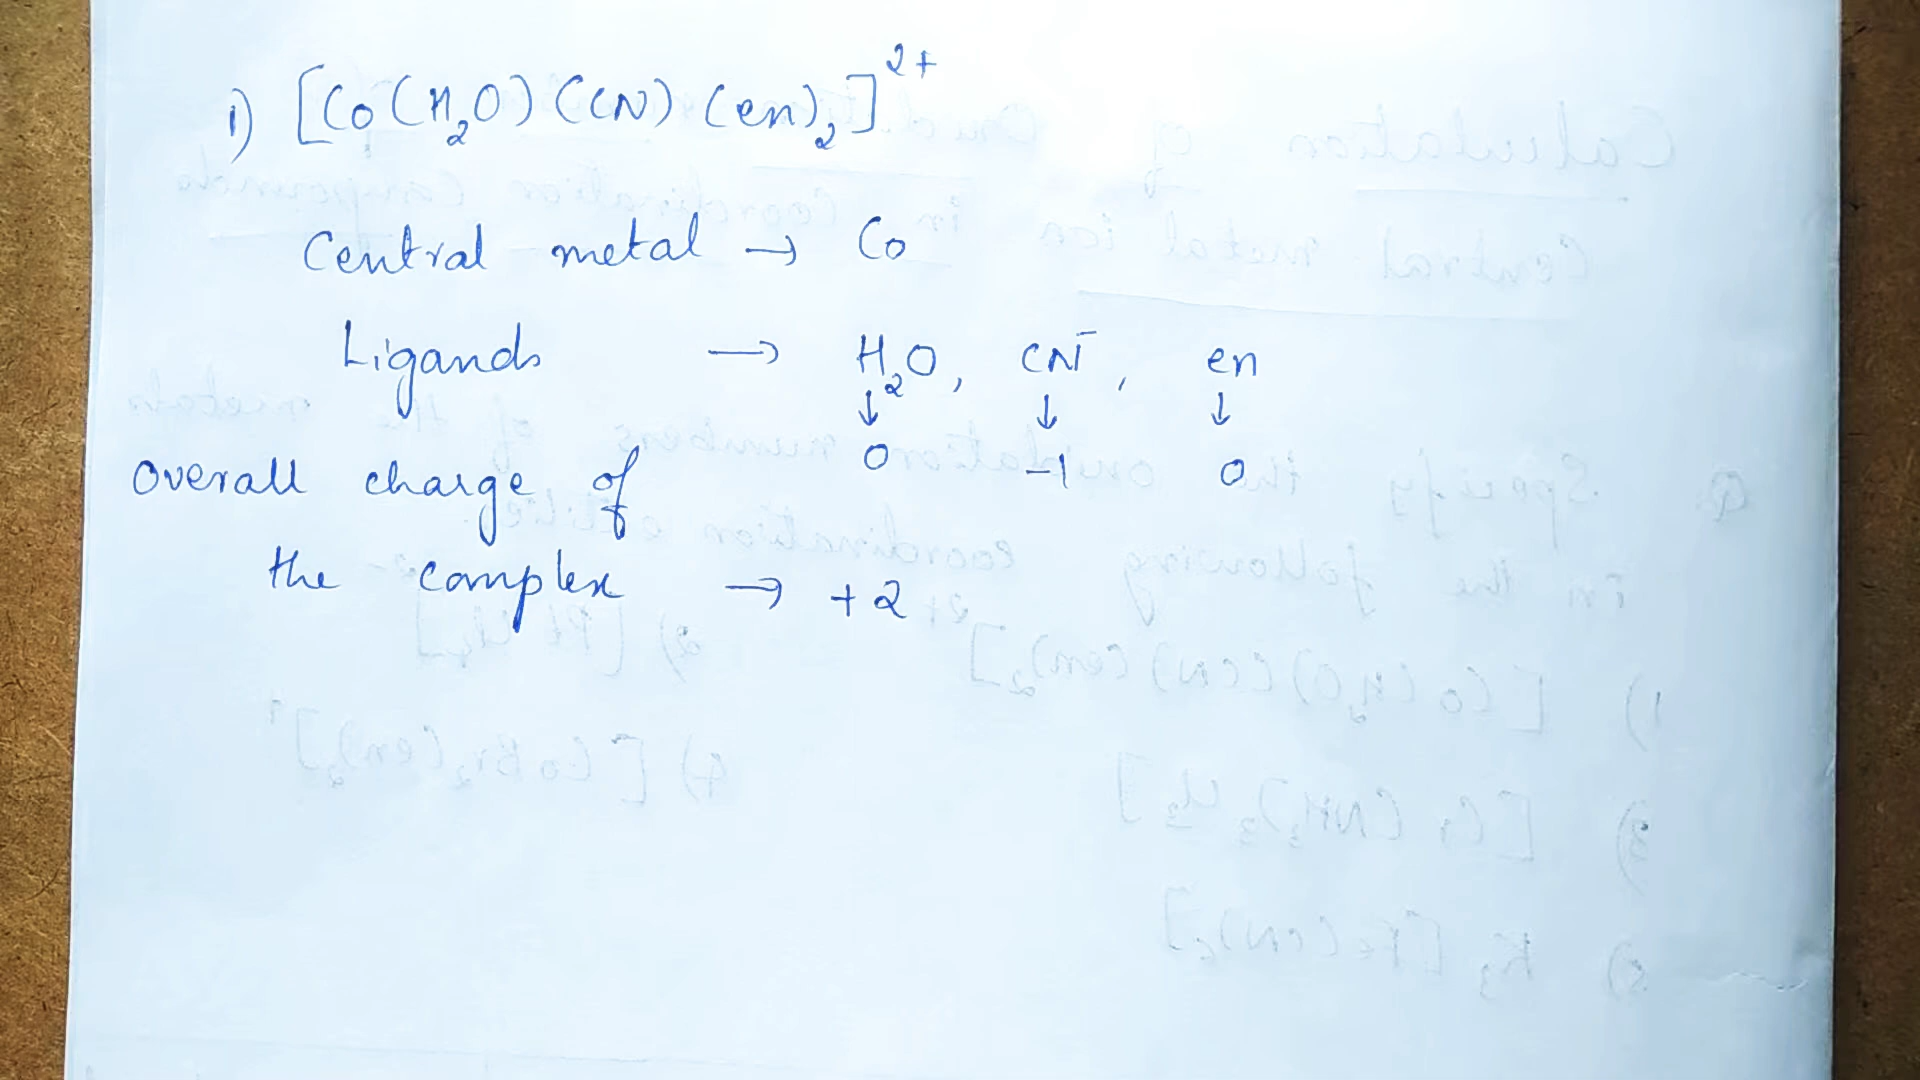 1) [Co(H₂O)(CN)(en)₂]²⁺
Central metal → Co
Ligands → H₂O, CN⁻, en
↓ ↓ ↓
0 -1 0
Overall charge of
the complex → +2